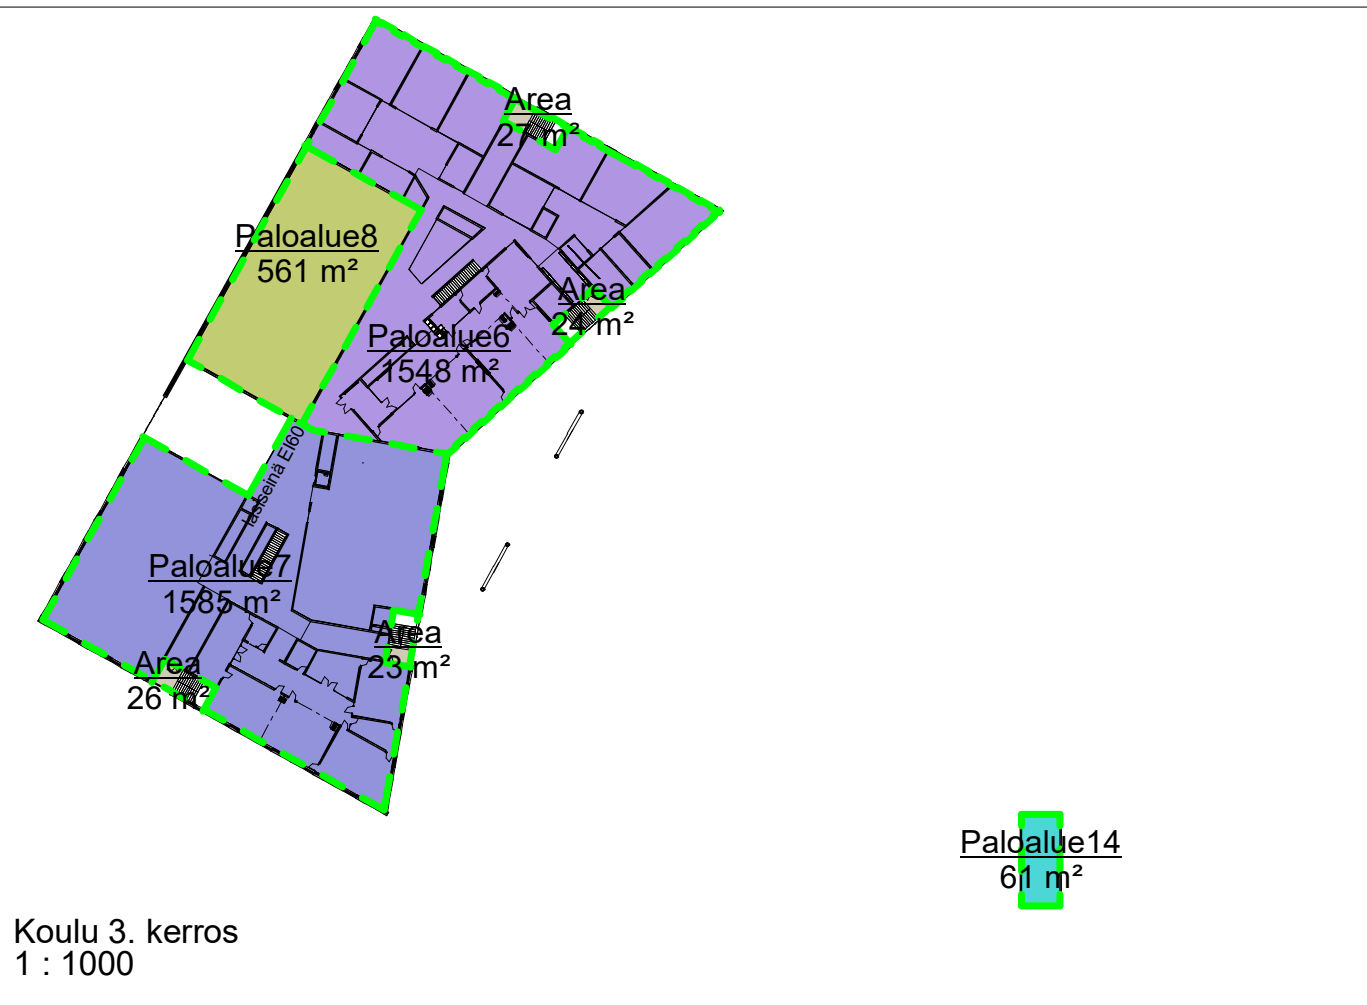 Area
27 m²
Paloalue8
561 m²
Area
24 m²
Paloalue6
1548 m²
lasiseinä EI60
Paloalue7
1585 m²
Area
23 m²
Area
26 m²
Paloalue14
61 m²
Koulu 3. kerros
1 : 1000